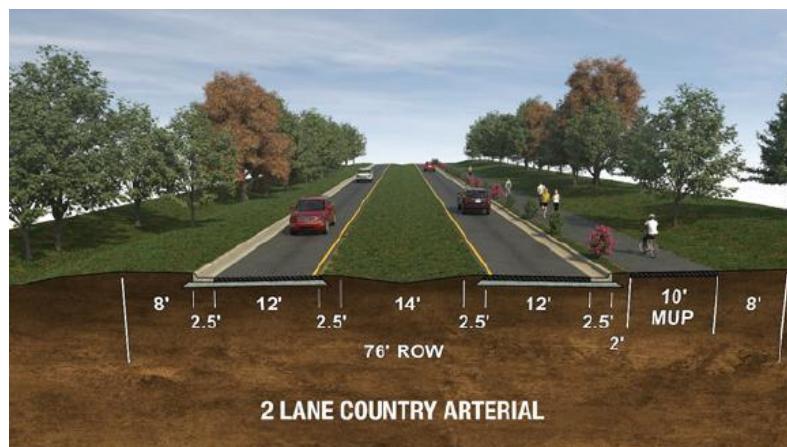 8' 12' 14' 12' 10' 8'
MUP
2.5' 2.5' 2.5' 2.5'
2'
76' ROW
2 LANE COUNTRY ARTERIAL